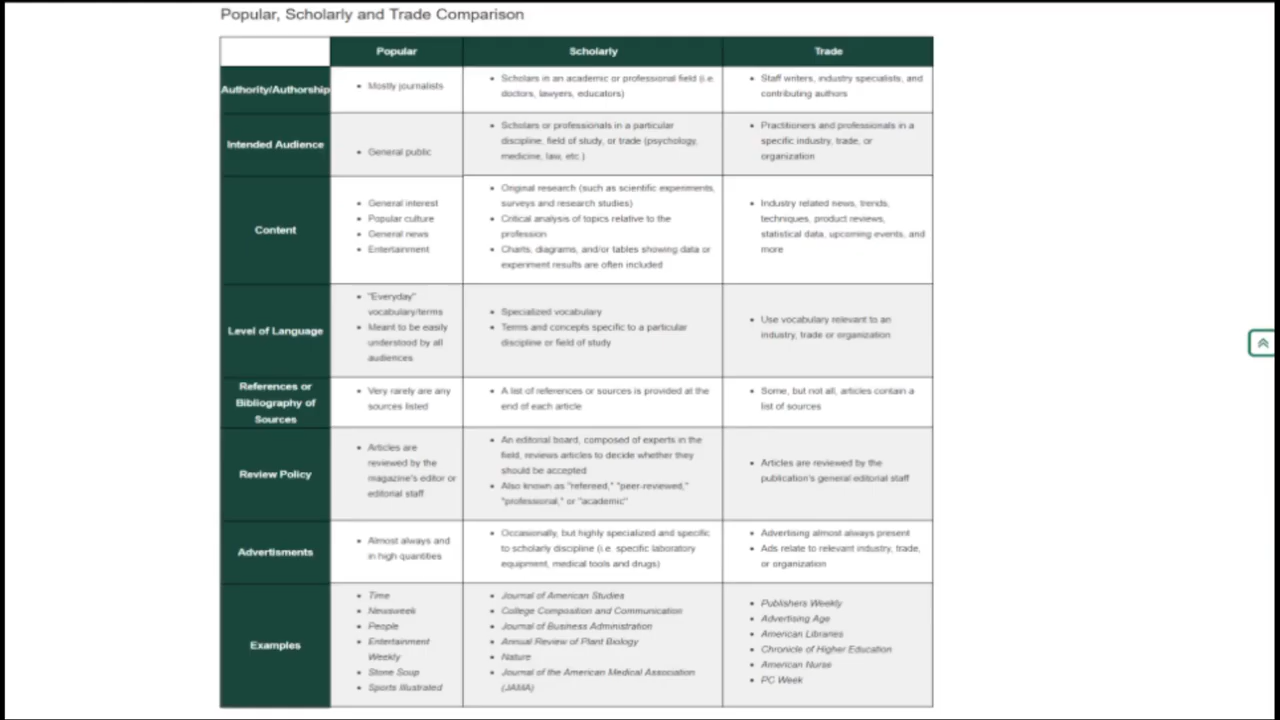 Popular, Scholarly and Trade Comparison
Popular
Scholarly
Trade
Authority/Authorship
• Mostly journalists
• Scholars in an academic or professional field (i.e.
doctors, lawyers, educators)
• Staff writers, industry specialists, and
contributing authors
Intended Audience
• General public
• Scholars or professionals in a particular
discipline, field of study, or trade (psychology,
medicine, law, etc.)
• Practitioners and professionals in a
specific industry, trade, or
organization
Content
• General interest
• Popular culture
• General news
• Entertainment
• Original research (such as scientific experiments,
surveys and research studies)
• Critical analysis of topics relative to the
profession
• Charts, diagrams, and/or tables showing data or
experiment results are often included
• Industry related news, trends,
techniques, product reviews,
statistical data, upcoming events, and
more
Level of Language
• "Everyday"
vocabulary/terms
• Meant to be easily
understood by all
audiences
• Specialized vocabulary
• Terms and concepts specific to a particular
discipline or field of study
• Use vocabulary relevant to an
industry, trade or organization
References or
Bibliography of
Sources
• Very rarely are any
sources listed
• A list of references or sources is provided at the
end of each article
• Some, but not all, articles contain a
list of sources
Review Policy
• Articles are
reviewed by the
magazine's editor or
editorial staff
• An editorial board, composed of experts in the
field, reviews articles to decide whether they
should be accepted
• Also known as "refereed," "peer-reviewed,"
"professional," or "academic"
• Articles are reviewed by the
publication's general editorial staff
Advertisments
• Almost always and
in high quantities
• Occasionally, but highly specialized and specific
to scholarly discipline (i.e. specific laboratory
equipment, medical tools and drugs)
• Advertising almost always present
• Ads relate to relevant industry, trade,
or organization
Examples
• Time
• Newsweek
• People
• Entertainment
Weekly
• Stone Soup
• Sports Illustrated
• Journal of American Studies
• College Composition and Communication
• Journal of Business Administration
• Annual Review of Plant Biology
• Nature
• Journal of the American Medical Association
(JAMA)
• Publishers Weekly
• Advertising Age
• American Libraries
• Chronicle of Higher Education
• American Nurse
• PC Week